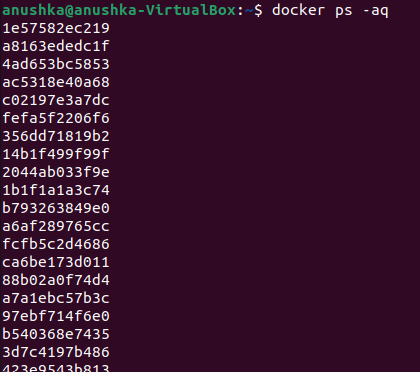 anushka@anushka-VirtualBox:~$ docker ps -aq
1e57582ec219
a8163ededc1f
4ad653bc5853
ac5318e40a68
c02197e3a7dc
fefa5f2206f6
356dd71819b2
14b1f499f99f
2044ab033f9e
1b1f1a1a3c74
b793263849e0
a6af289765cc
fcfb5c2d4686
ca6be173d011
88b02a0f74d4
a7a1ebc57b3c
97ebf714f6e0
b540368e7435
3d7c4197b486
423e9543b813